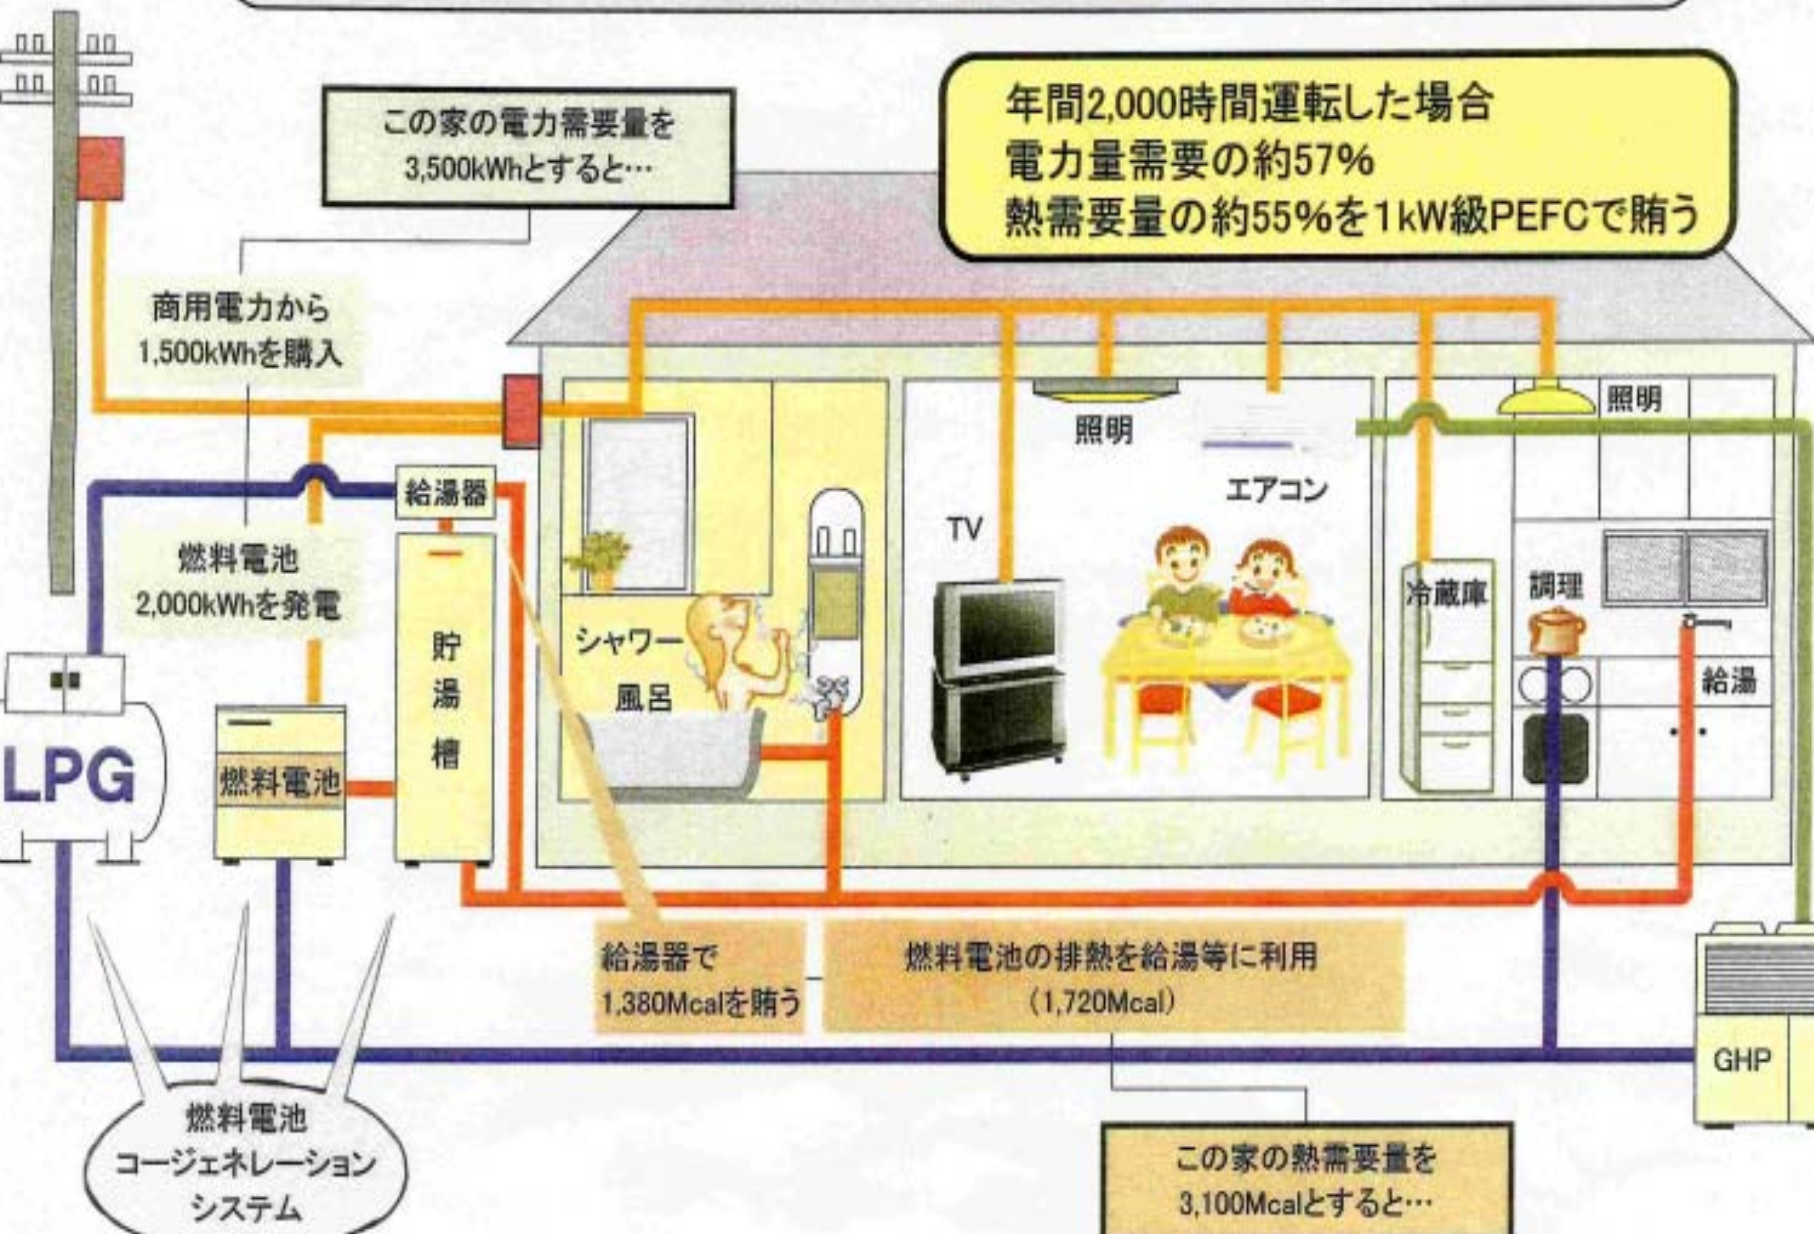 この家の電力需要量を
3,500kWhとすると…
年間2,000時間運転した場合
電力量需要の約57%
熱需要量の約55%を1kW級PEFCで賄う
商用電力から
1,500kWhを購入
照明
照明
給湯器
エアコン
TV
燃料電池
2,000kWhを発電
冷蔵庫
調理
シャワー
風呂
貯湯槽
給湯
LPG
燃料電池
給湯器で
1,380Mcalを賄う
燃料電池の排熱を給湯等に利用
(1,720Mcal)
GHP
燃料電池
コージェネレーション
システム
この家の熱需要量を
3,100Mcalとすると…